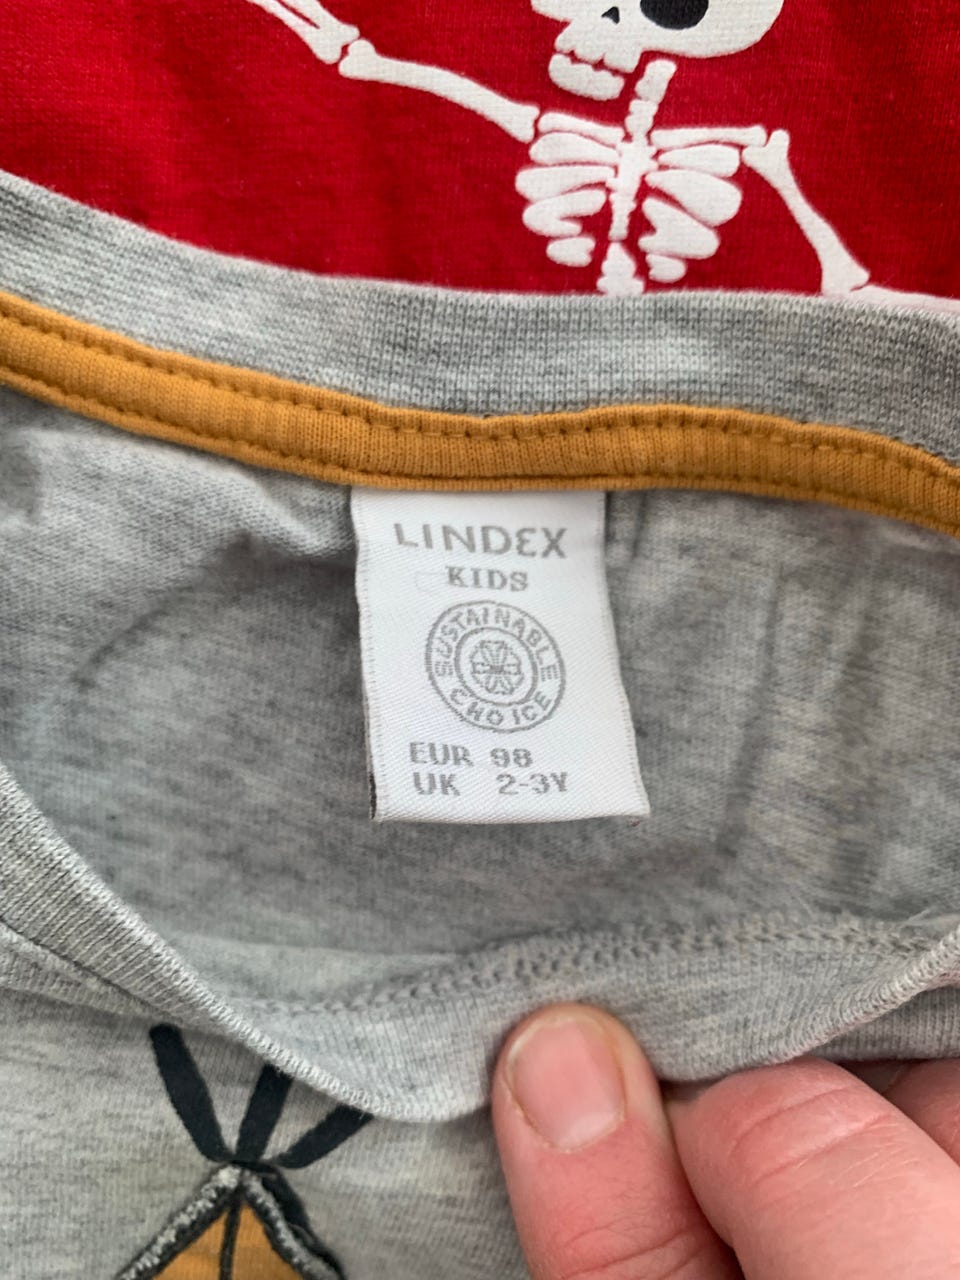 LINDEX
KIDS
SUSTAINABLE
CHOICE
EUR 98
UK 2-3Y